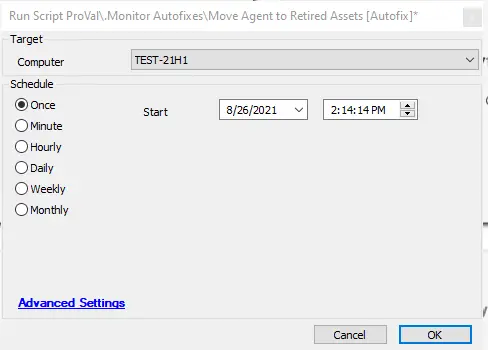 Run Script ProVal\.Monitor Autofixes\Move Agent to Retired Assets [Autofix]*
Target
Computer TEST-21H1
Schedule
Once Start 8/26/2021 2:14:14 PM
Minute
Hourly
Daily
Weekly
Monthly
Advanced Settings
Cancel OK